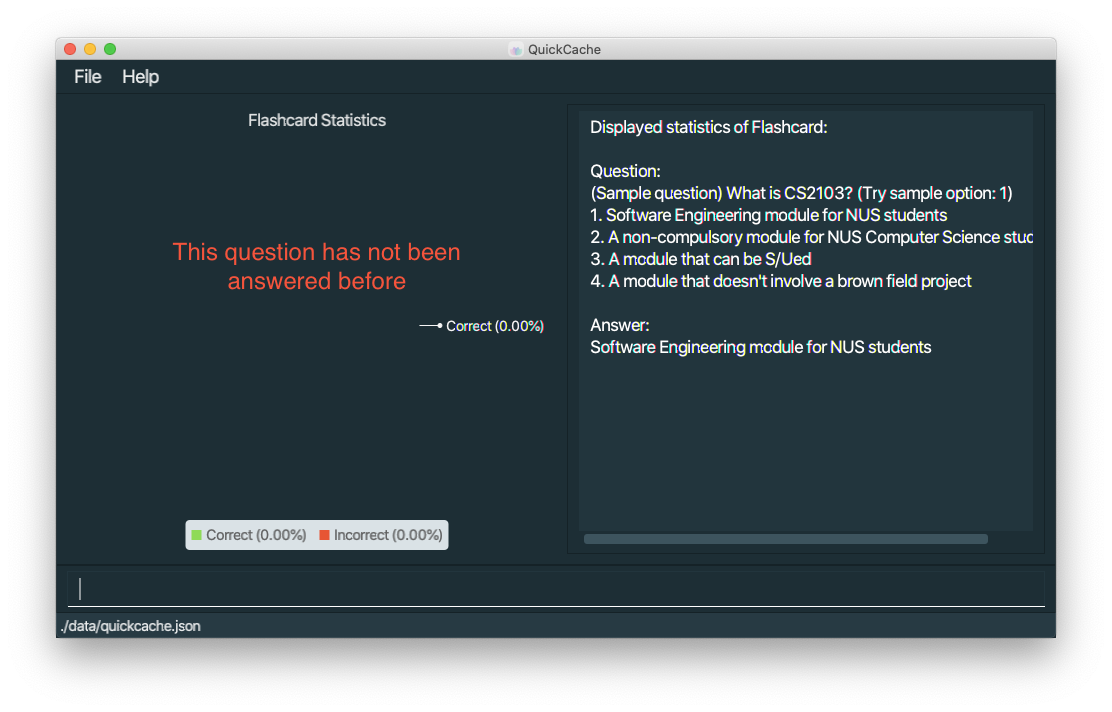 QuickCache
File Help
Flashcard Statistics
This question has not been
answered before
Correct (0.00%)
Correct (0.00%) Incorrect (0.00%)
Displayed statistics of Flashcard:
Question:
(Sample question) What is CS2103? (Try sample option: 1)
1. Software Engineering module for NUS students
2. A non-compulsory module for NUS Computer Science stud
3. A module that can be S/Ued
4. A module that doesn't involve a brown field project
Answer:
Software Engineering module for NUS students
./data/quickcache.json